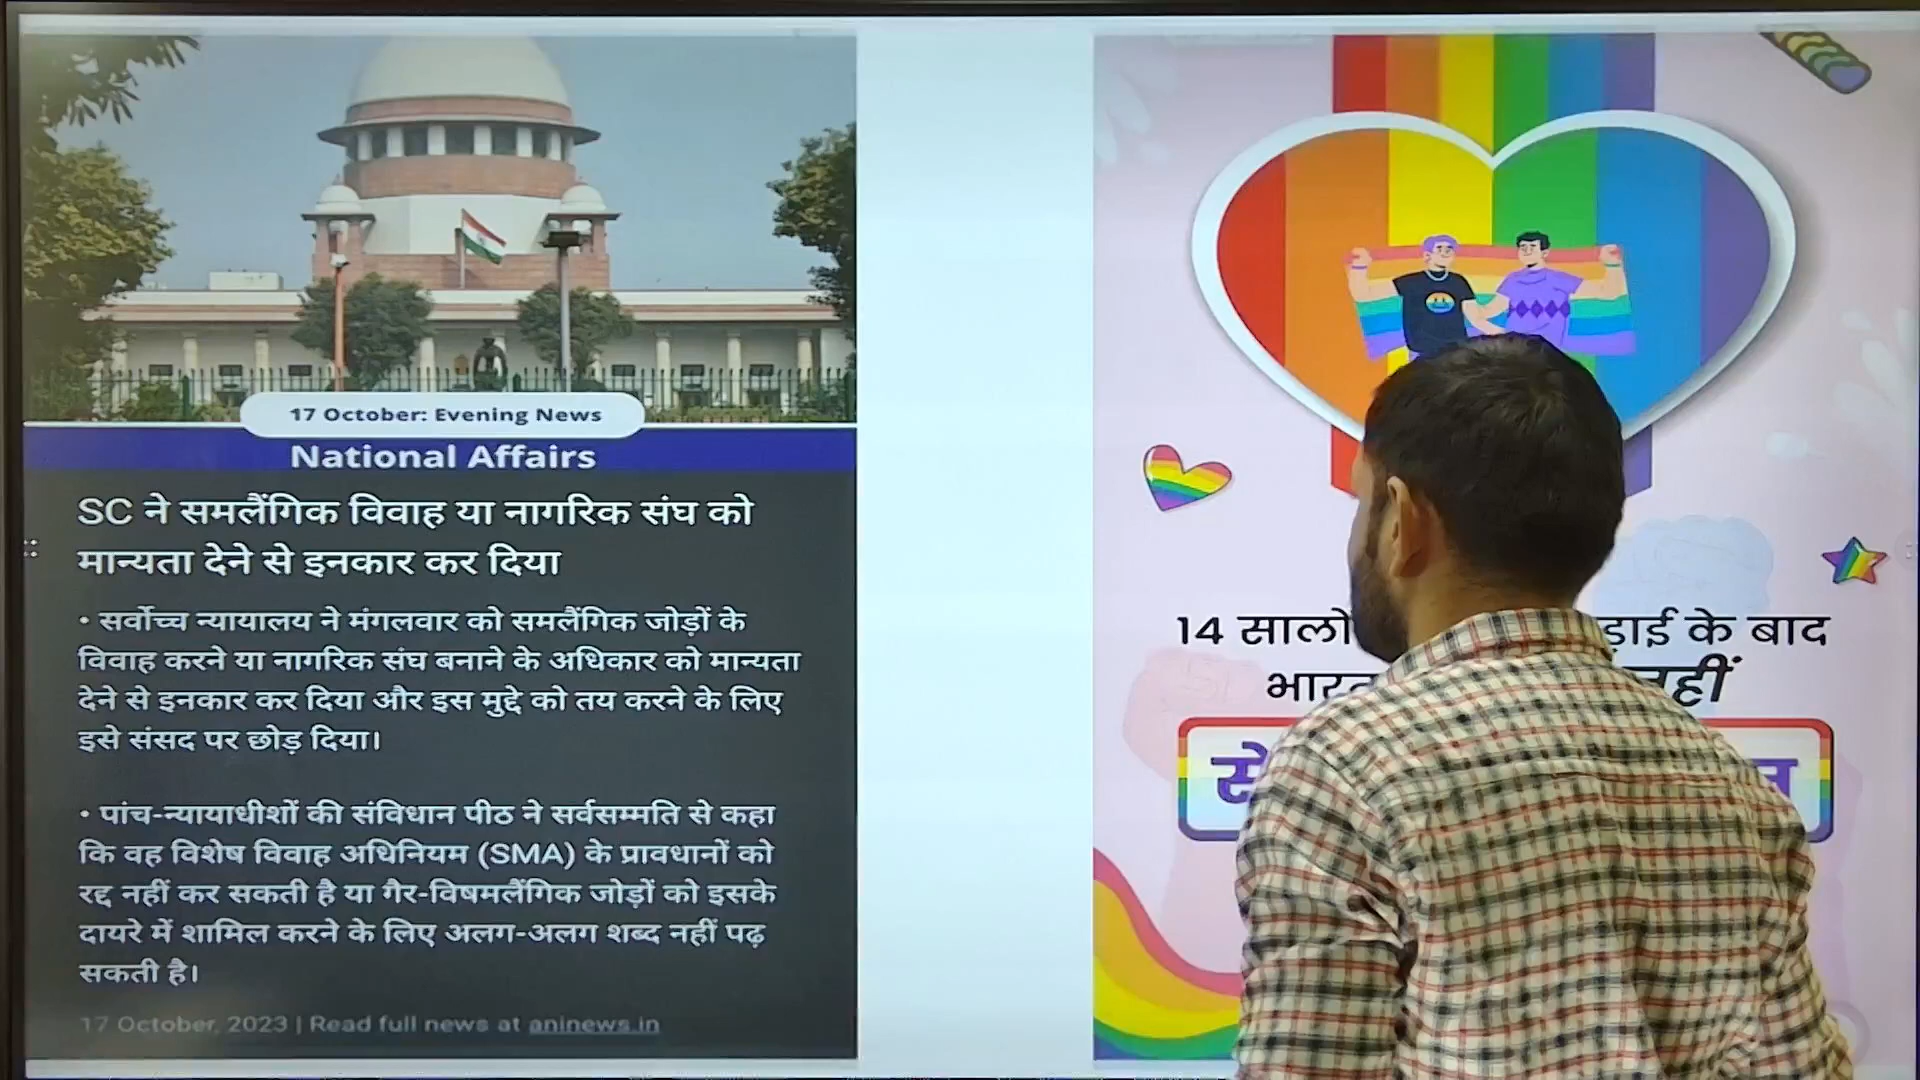 17 October: Evening News
National Affairs
SC ने समलैंगिक विवाह या नागरिक संघ को
मान्यता देने से इनकार कर दिया
• सर्वोच्च न्यायालय ने मंगलवार को समलैंगिक जोड़ों के
विवाह करने या नागरिक संघ बनाने के अधिकार को मान्यता
देने से इनकार कर दिया और इस मुद्दे को तय करने के लिए
इसे संसद पर छोड़ दिया।
• पांच-न्यायाधीशों की संविधान पीठ ने सर्वसम्मति से कहा
कि वह विशेष विवाह अधिनियम (SMA) के प्रावधानों को
रद्द नहीं कर सकती है या गैर-विषमलैंगिक जोड़ों को इसके
दायरे में शामिल करने के लिए अलग-अलग शब्द नहीं पढ़
सकती है।
17 October, 2023 | Read full news at aninews.in
14 के बाद